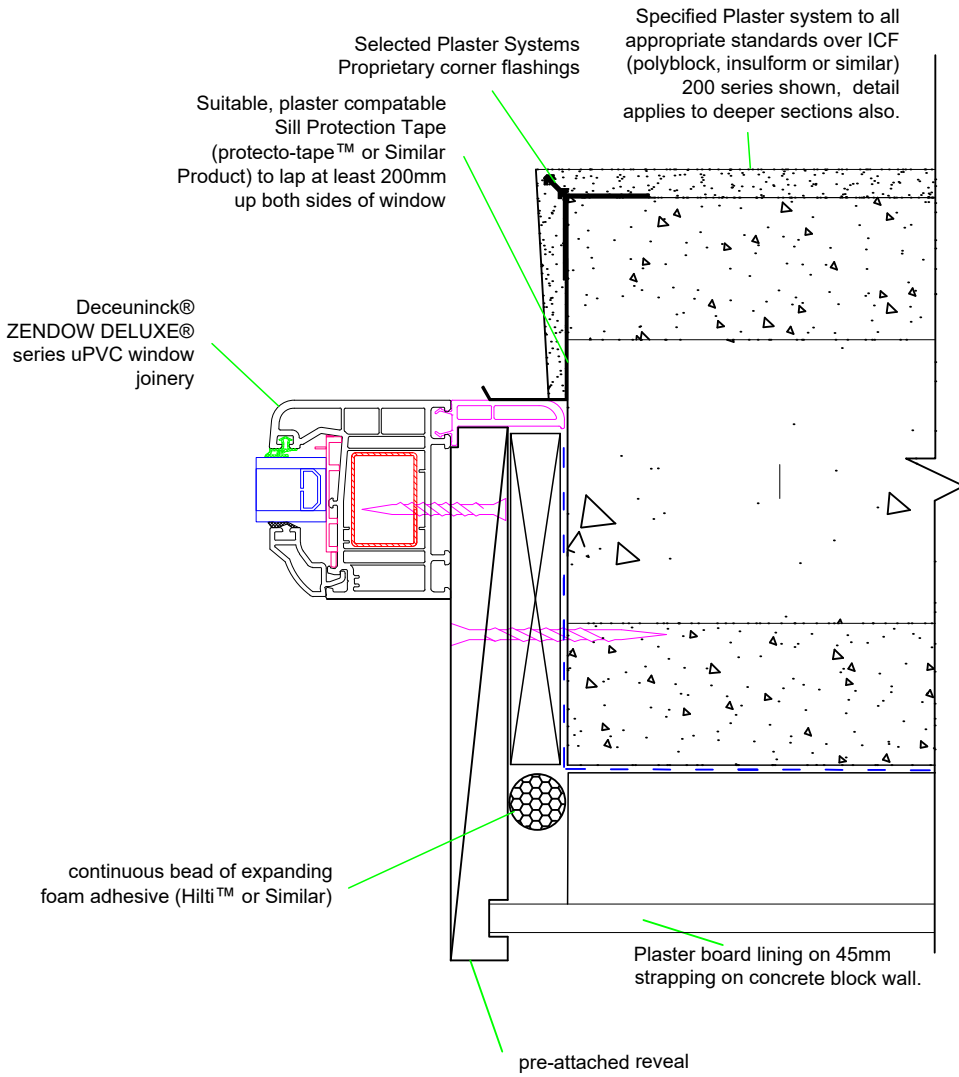 Specified Plaster system to all
appropriate standards over ICF
(polyblock, insulform or similar)
200 series shown, detail
applies to deeper sections also.
Selected Plaster Systems
Proprietary corner flashings
Suitable, plaster compatable
Sill Protection Tape
(protecto-tape™ or Similar
Product) to lap at least 200mm
up both sides of window
Deceuninck®
ZENDOW DELUXE®
series uPVC window
joinery
continuous bead of expanding
foam adhesive (Hilti™ or Similar)
Plaster board lining on 45mm
strapping on concrete block wall.
pre-attached reveal